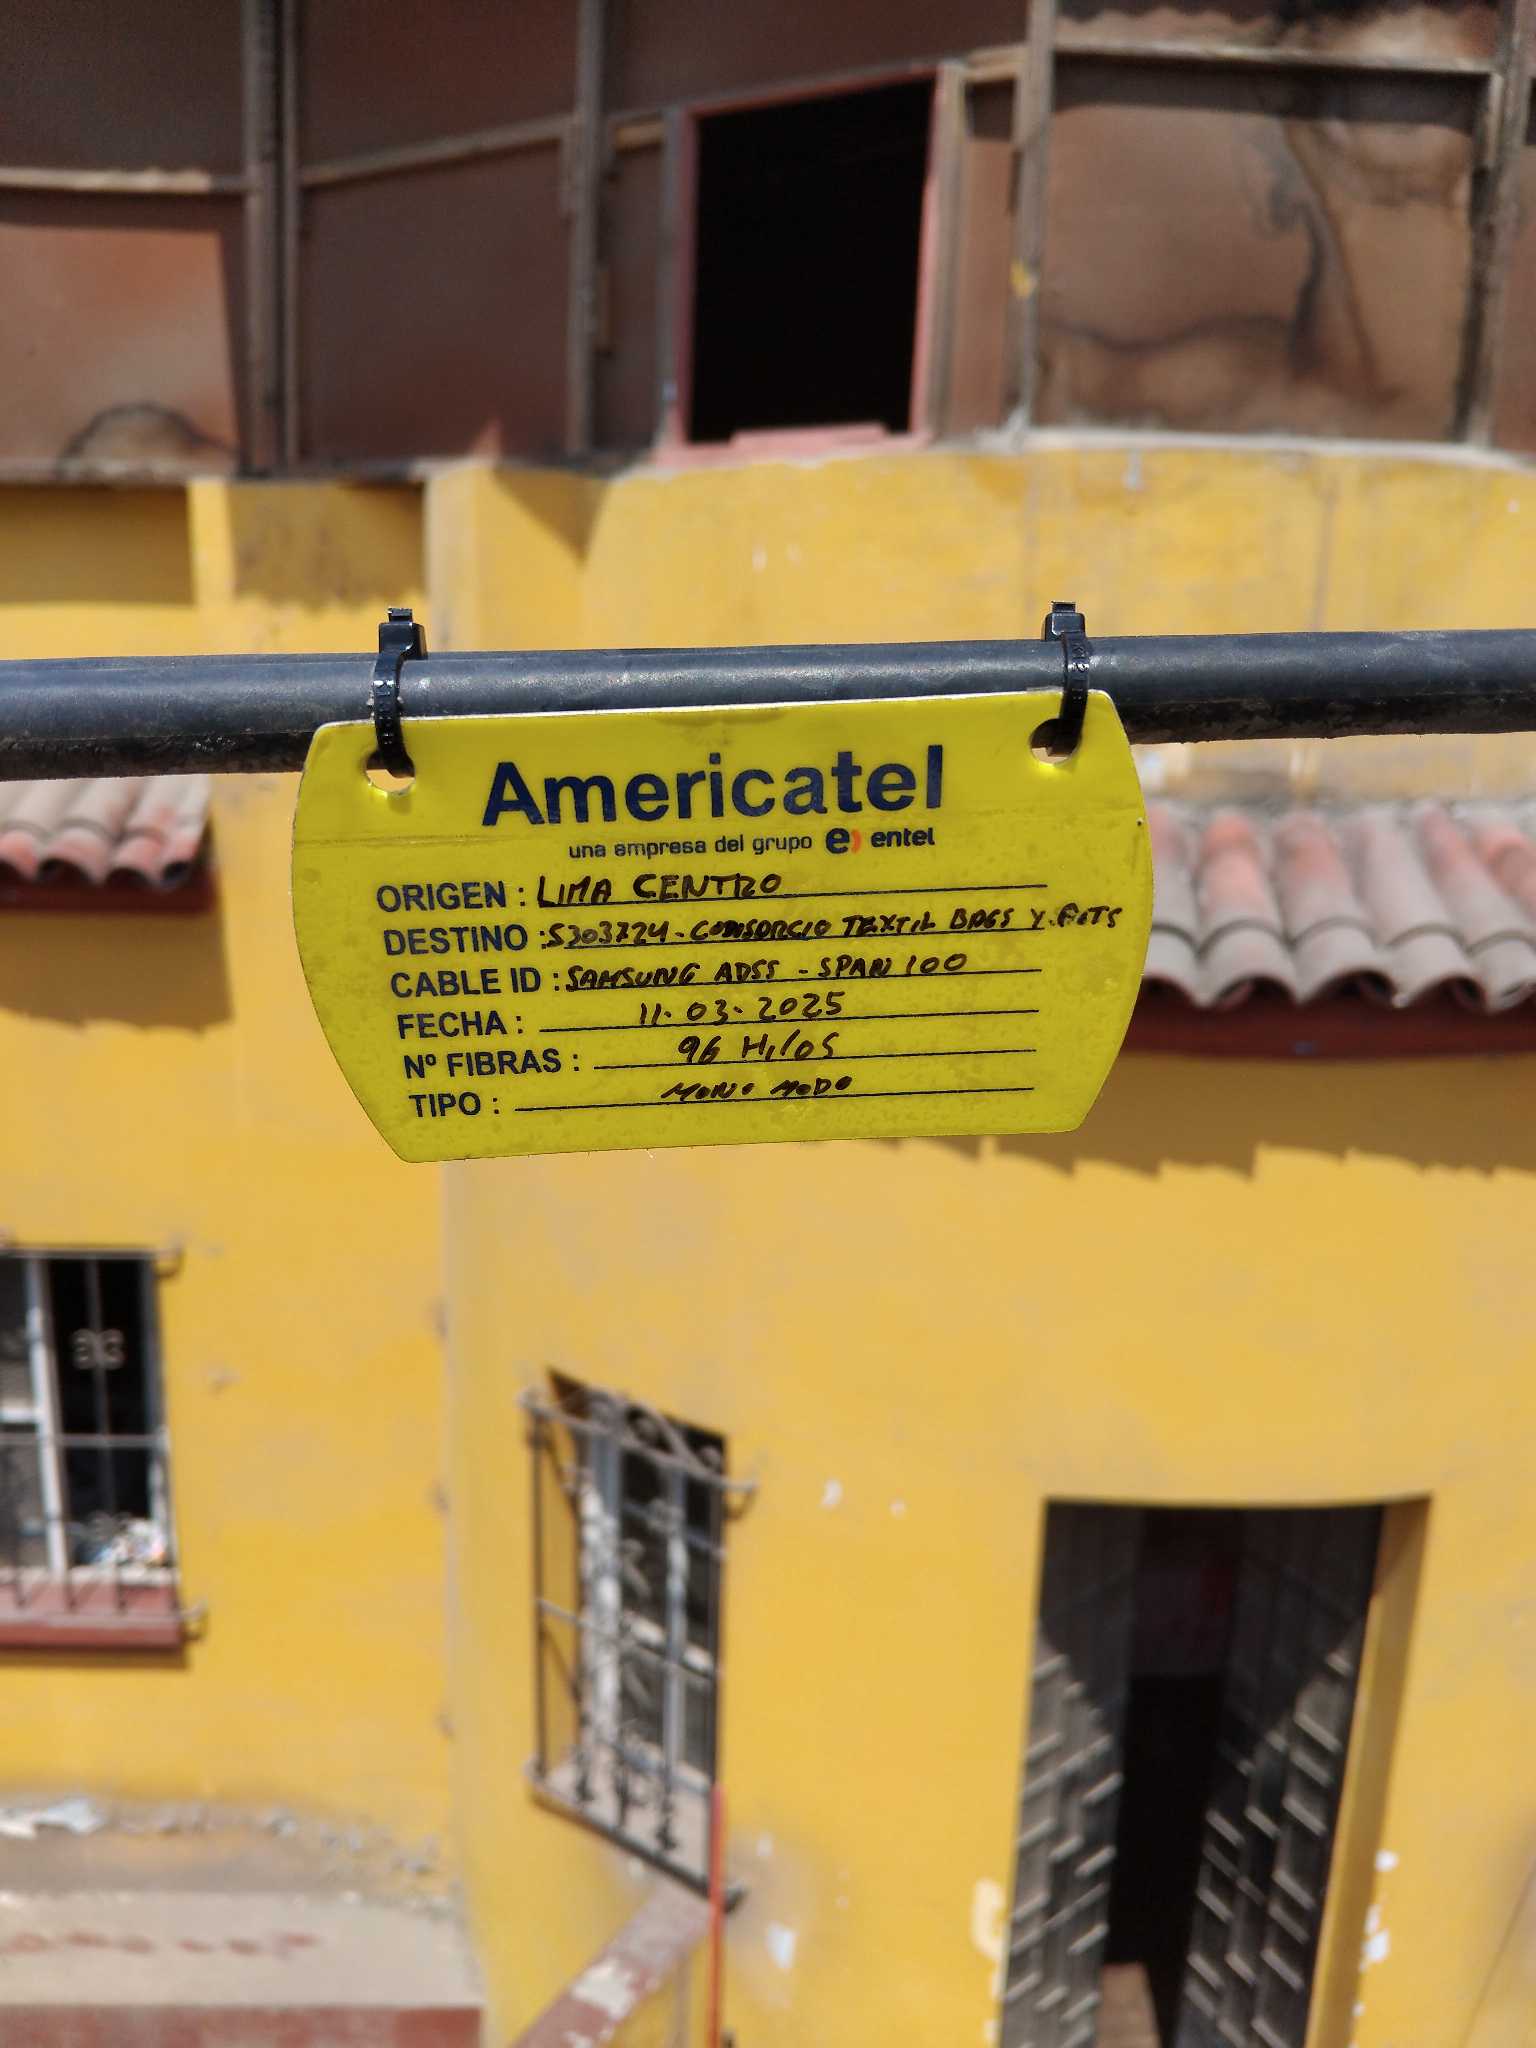 Americatel
una empresa del grupo e) entel
ORIGEN : LIMA CENTRO
DESTINO : S303724 - CONSORCIO TEXTIL BAGS Y
CABLE ID : SAMSUNG ADSS - SPAN 100
FECHA : 11.03.2025
Nº FIBRAS : 96 Hilos
TIPO : MONO MODO